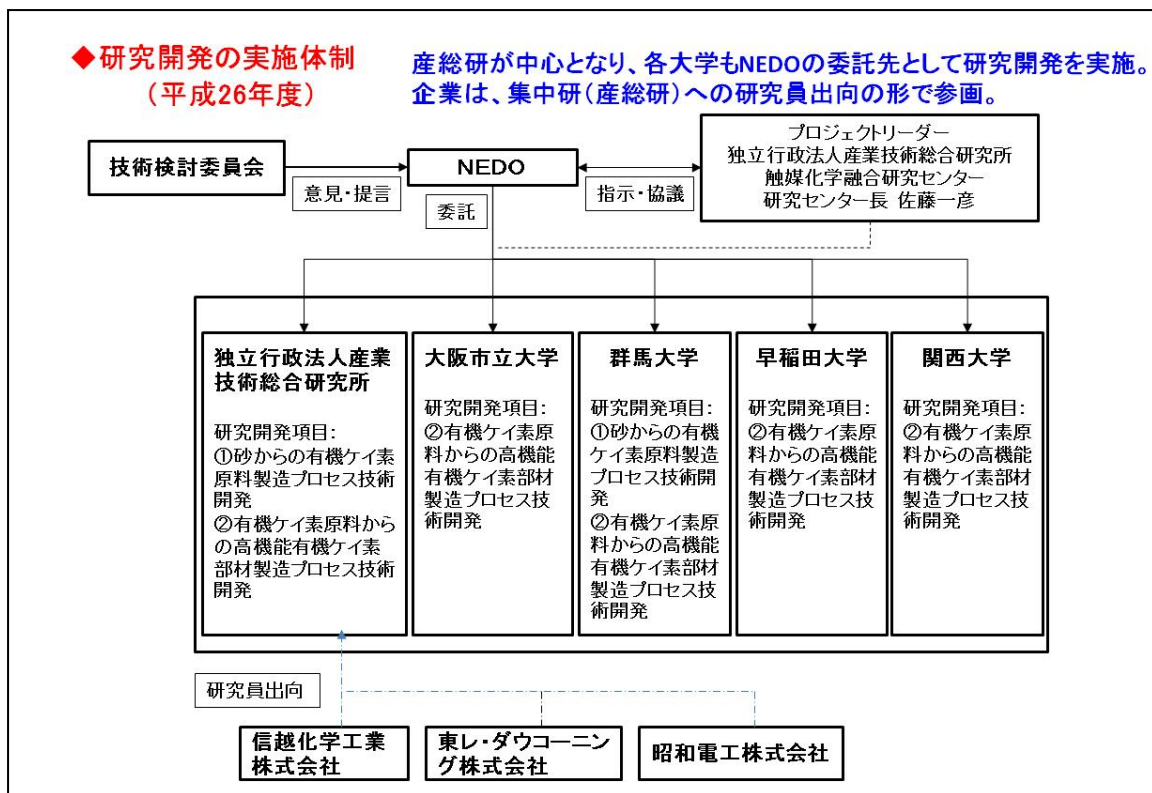 ◆研究開発の実施体制
(平成26年度)
産総研が中心となり、各大学もNEDOの委託先として研究開発を実施。
企業は、集中研(産総研)への研究員出向の形で参画。
技術検討委員会
意見・提言
NEDO
委託
指示・協議
プロジェクトリーダー
独立行政法人産業技術総合研究所
触媒化学融合研究センター
研究センター長 佐藤一彦
独立行政法人産業
技術総合研究所
研究開発項目:
①砂からの有機ケイ素
原料製造プロセス技術
開発
②有機ケイ素原料から
の高機能有機ケイ素
部材製造プロセス技術
開発
大阪市立大学
研究開発項目:
②有機ケイ素原
料からの高機能
有機ケイ素部材
製造プロセス技
術開発
群馬大学
研究開発項目:
①砂からの有機
ケイ素原料製造
プロセス技術開
発
②有機ケイ素原
料からの高機能
有機ケイ素部材
製造プロセス技
術開発
早稲田大学
研究開発項目:
②有機ケイ素原
料からの高機能
有機ケイ素部材
製造プロセス技
術開発
関西大学
研究開発項目:
②有機ケイ素原
料からの高機能
有機ケイ素部材
製造プロセス技
術開発
研究員出向
信越化学工業
株式会社
東レ・ダウコーニン
グ株式会社
昭和電工株式会社